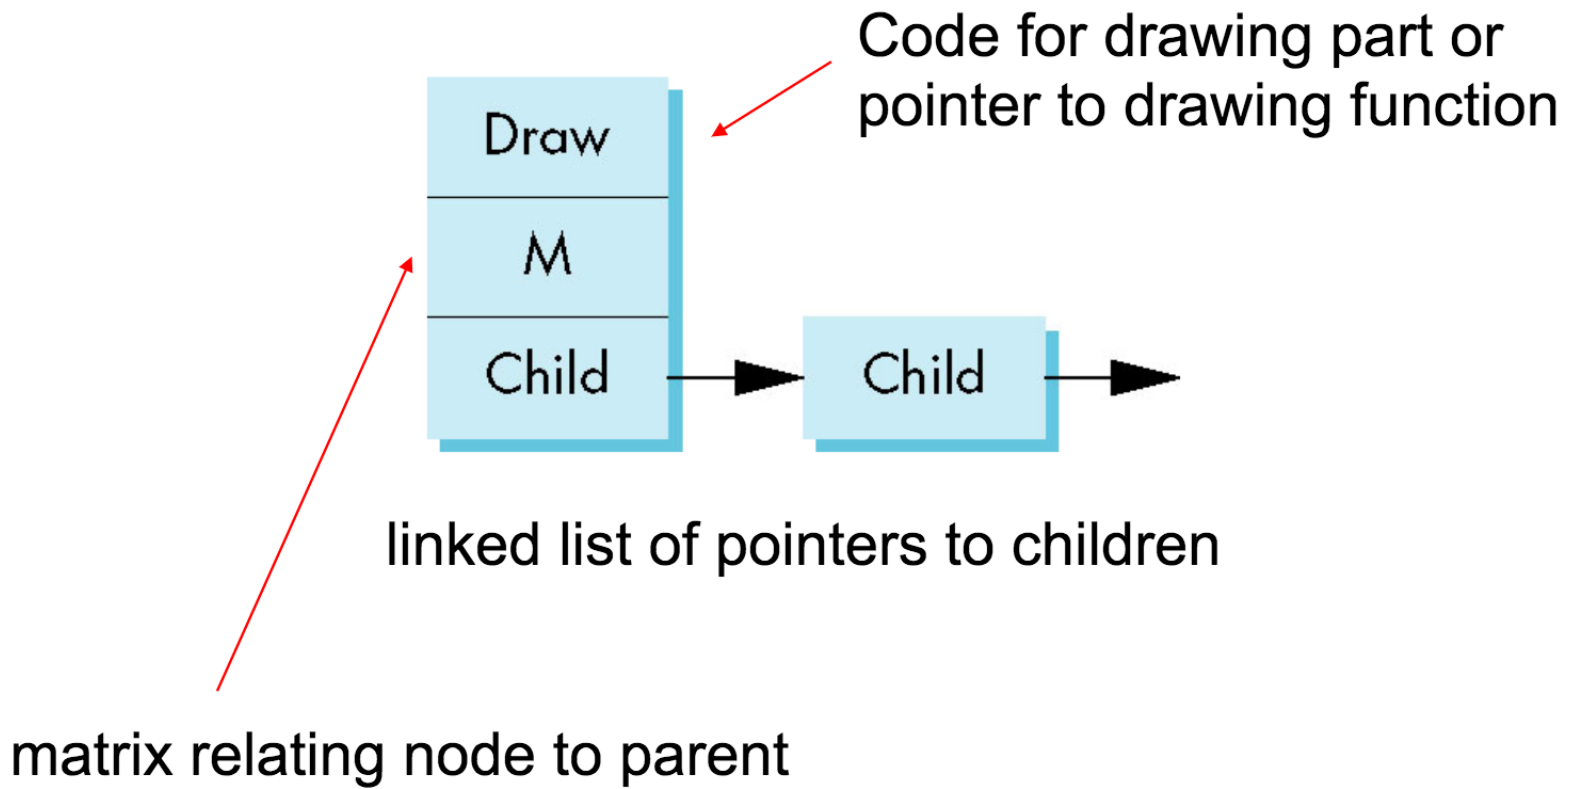 Code for drawing part or
pointer to drawing function
Draw
M
Child
Child
linked list of pointers to children
matrix relating node to parent